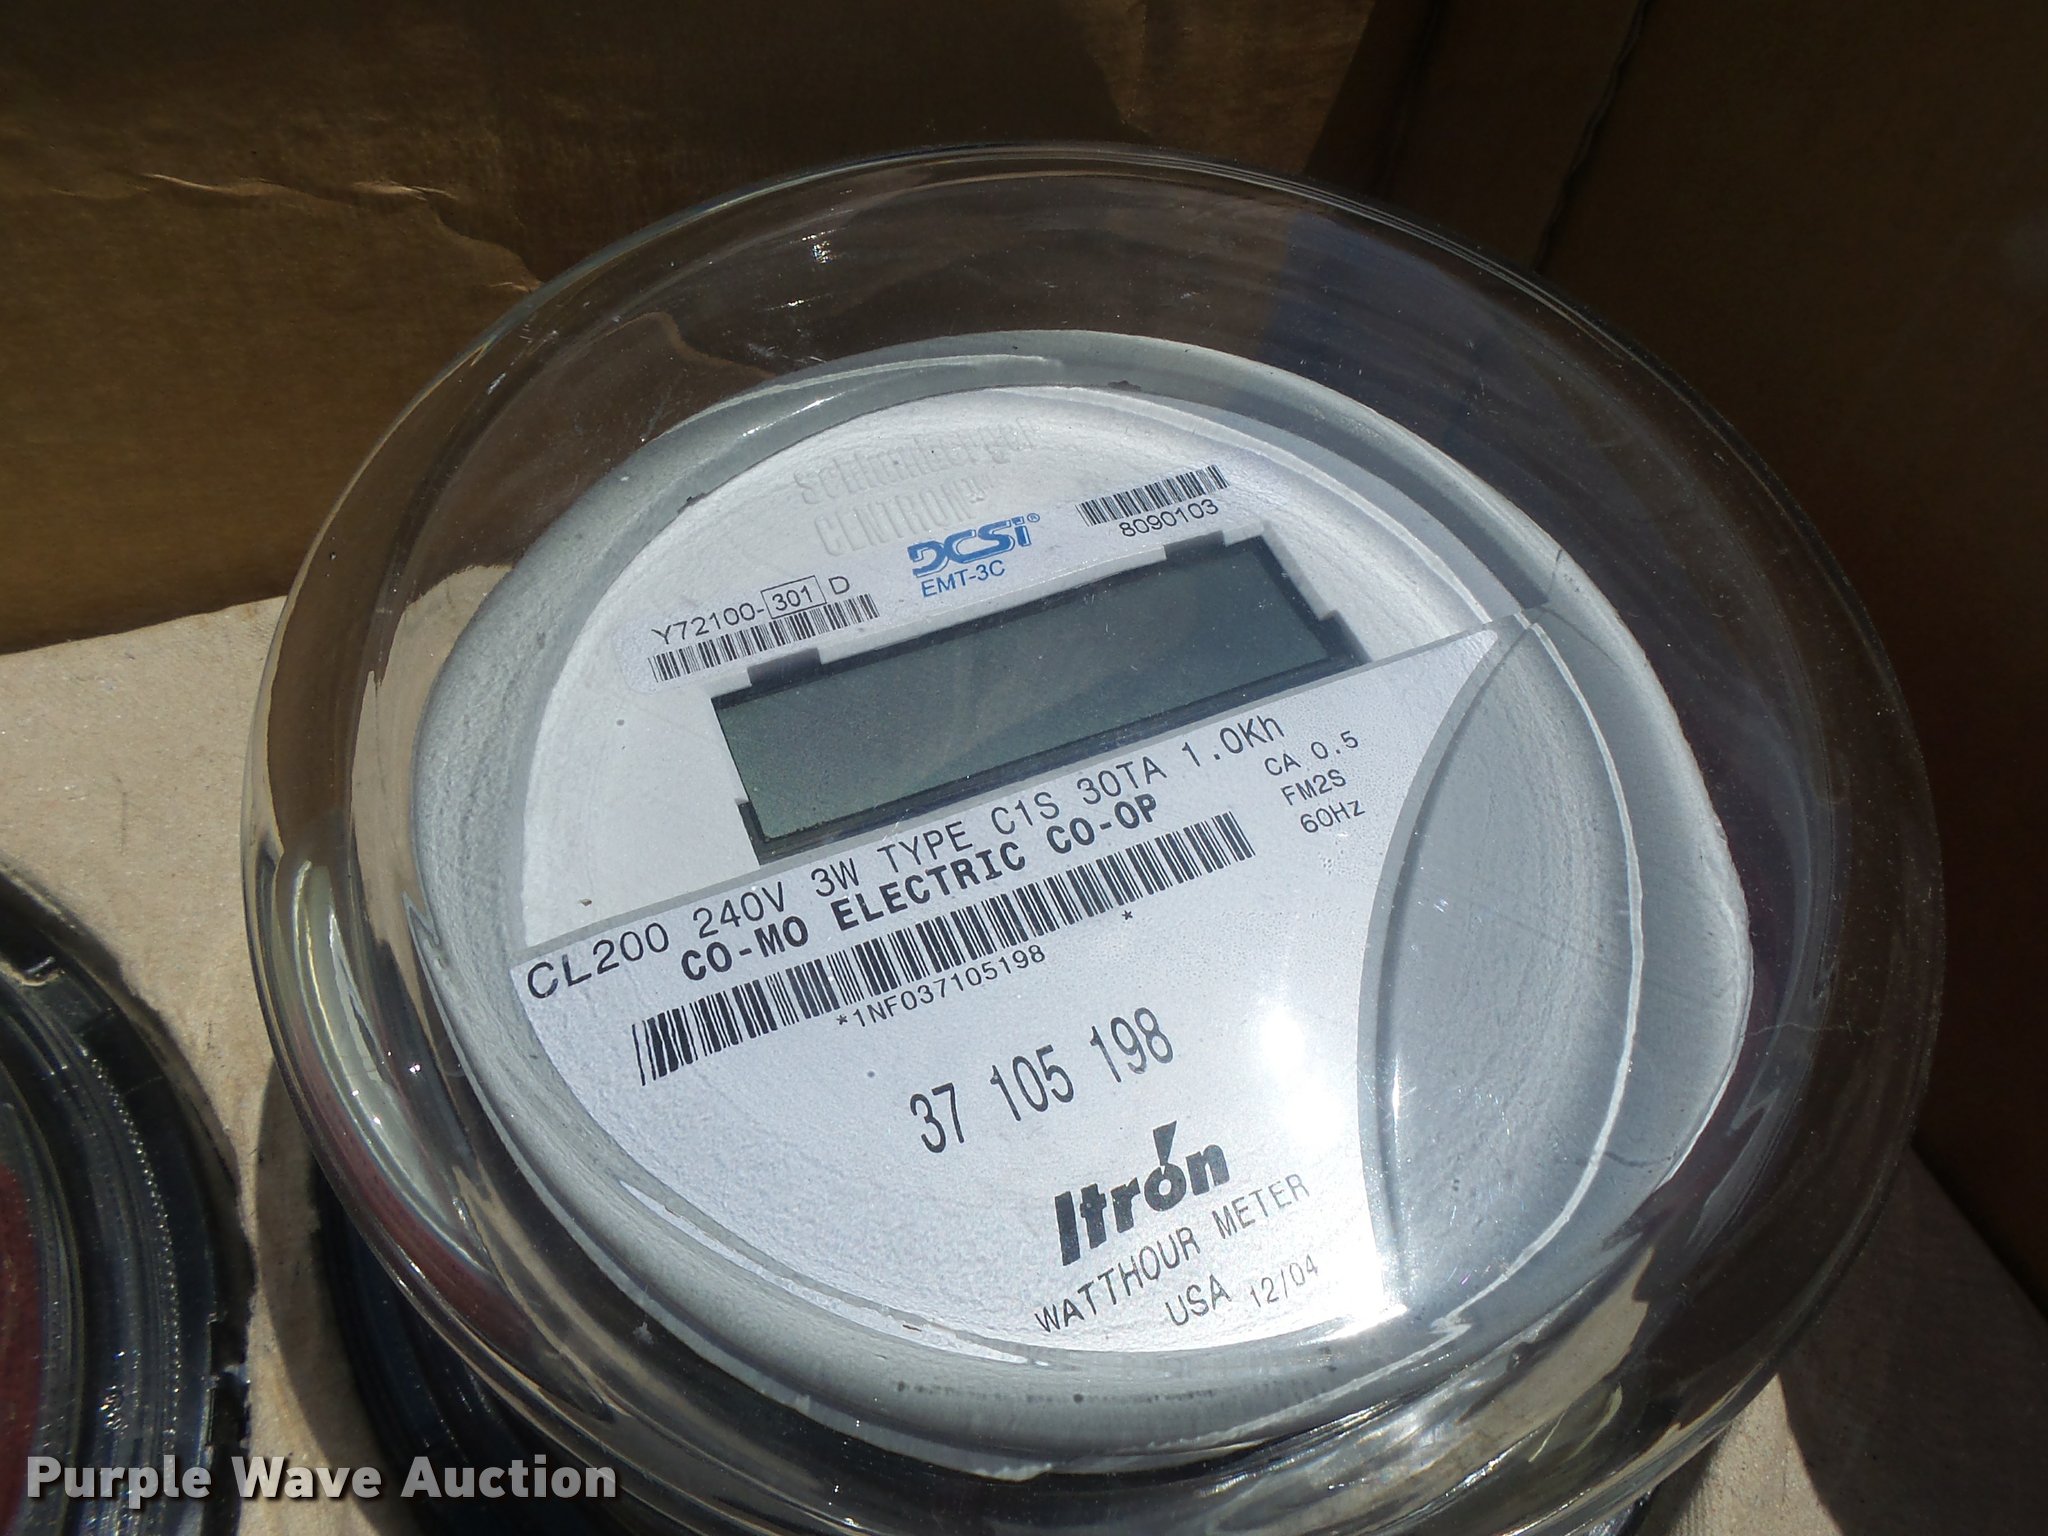 Schlumberger
CENTRON®
DCSI®
EMT-3C
8090103
Y72100-301 D
CL200 240V 3W TYPE C1S 30TA 1.0Kh
CO-MO ELECTRIC CO-OP
CA 0.5
FM2S
60Hz
*1NF037105198 *
37 105 198
Itrón
WATTHOUR METER
USA 12/04
Purple Wave Auction